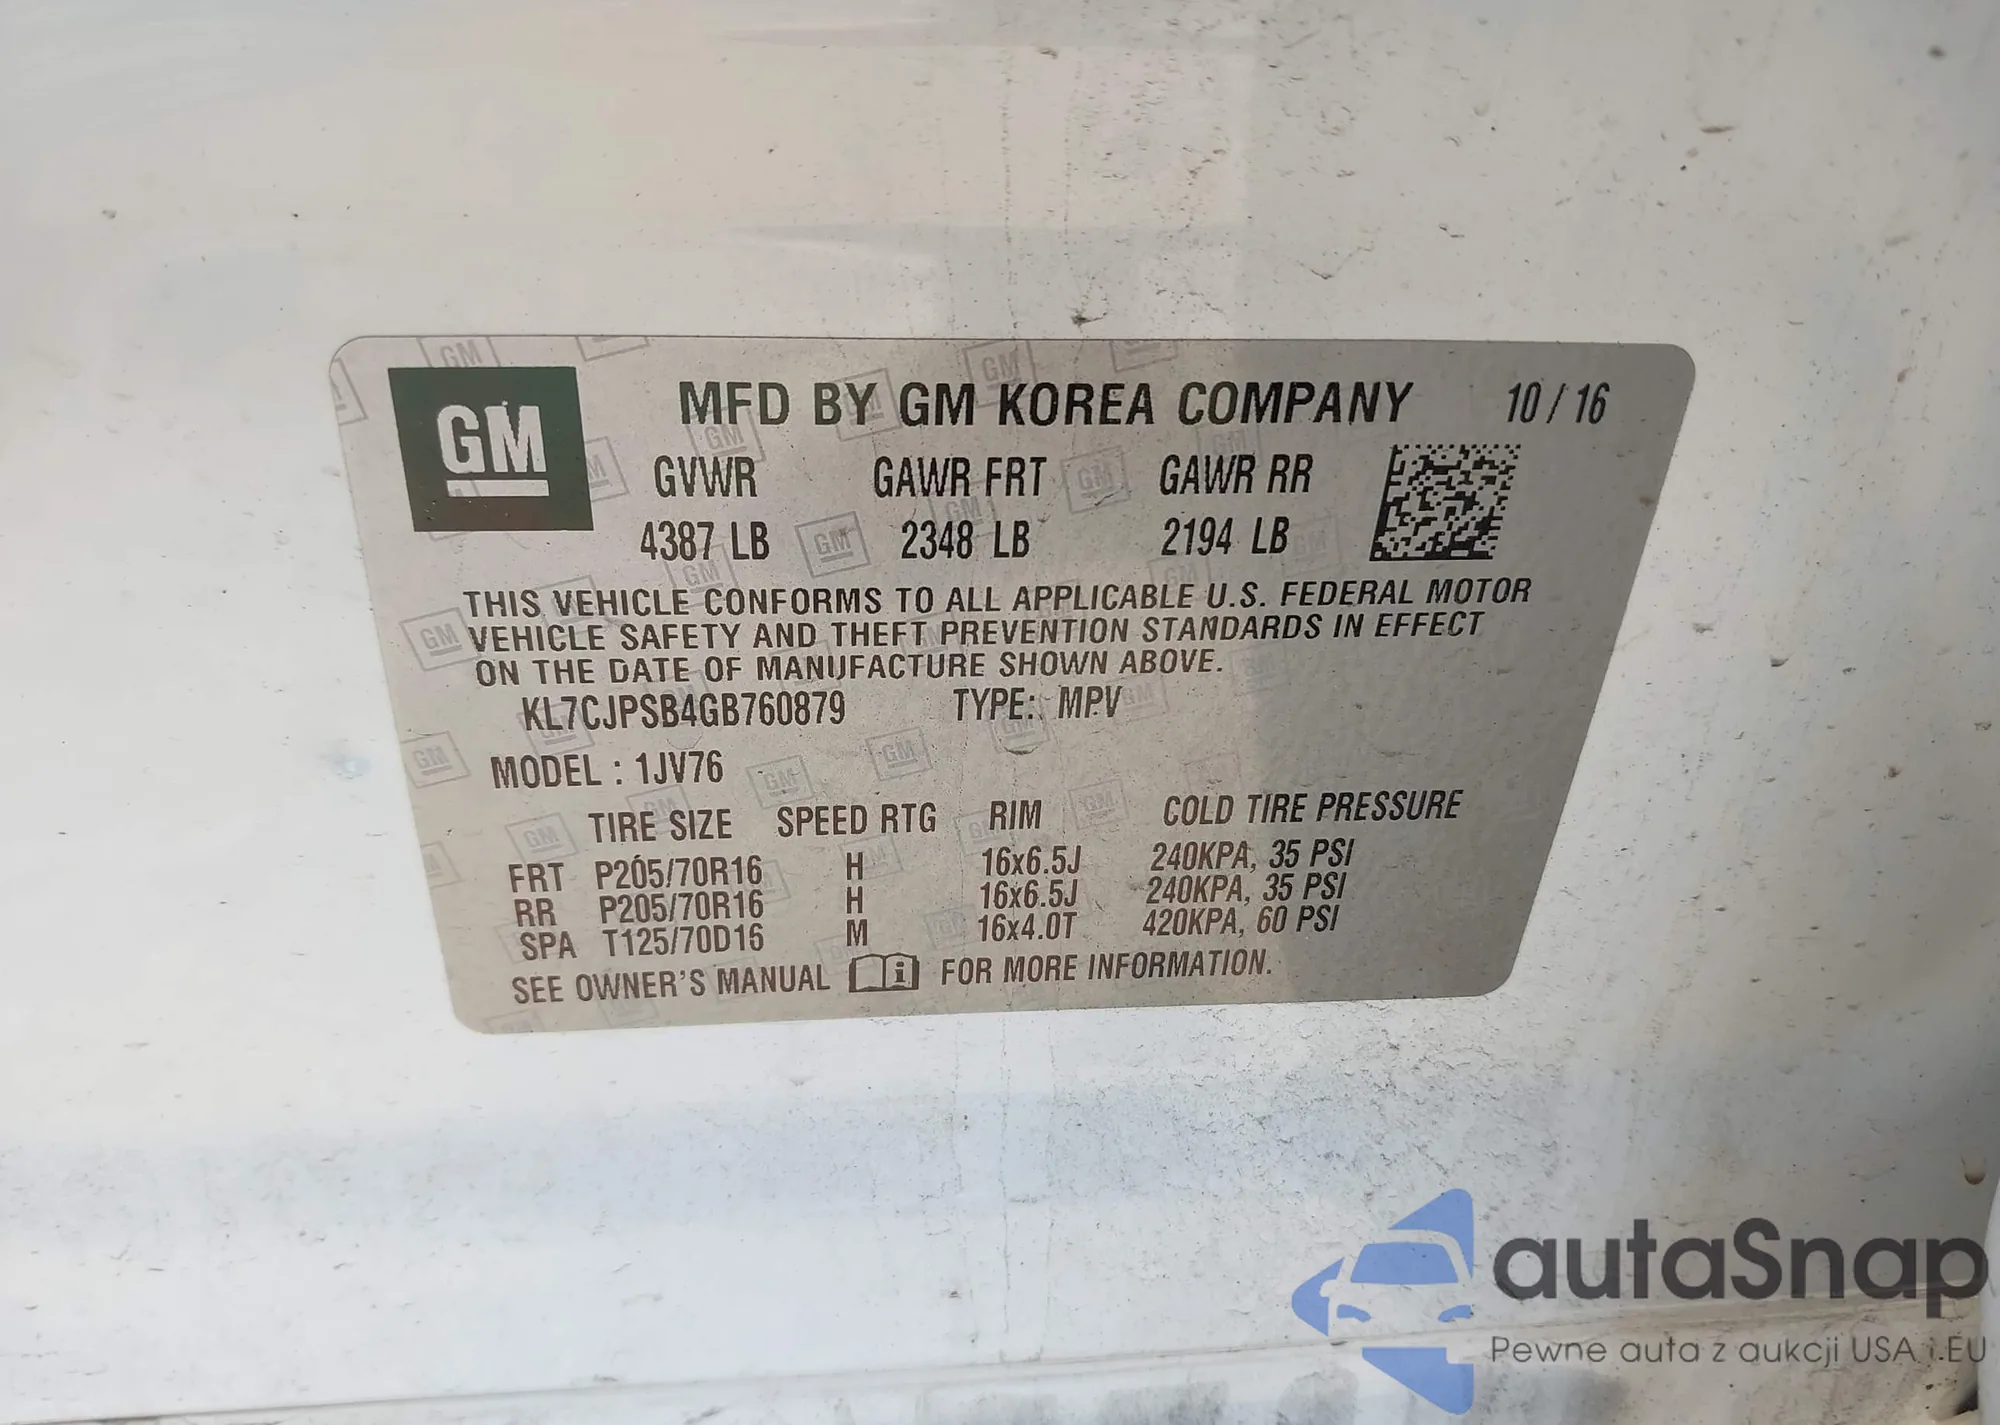 GM
MFD BY GM KOREA COMPANY 10 / 16
GVWR GAWR FRT GAWR RR
4387 LB 2348 LB 2194 LB
THIS VEHICLE CONFORMS TO ALL APPLICABLE U.S. FEDERAL MOTOR
VEHICLE SAFETY AND THEFT PREVENTION STANDARDS IN EFFECT
ON THE DATE OF MANUFACTURE SHOWN ABOVE.
KL7CJPSB4GB760879 TYPE: MPV
MODEL : 1JV76
TIRE SIZE SPEED RTG RIM COLD TIRE PRESSURE
FRT P205/70R16 H 16x6.5J 240KPA, 35 PSI
RR P205/70R16 H 16x6.5J 240KPA, 35 PSI
SPA T125/70D16 M 16x4.0T 420KPA, 60 PSI
SEE OWNER'S MANUAL i FOR MORE INFORMATION.
autaSnap
Pewne auta z aukcji USA i EU